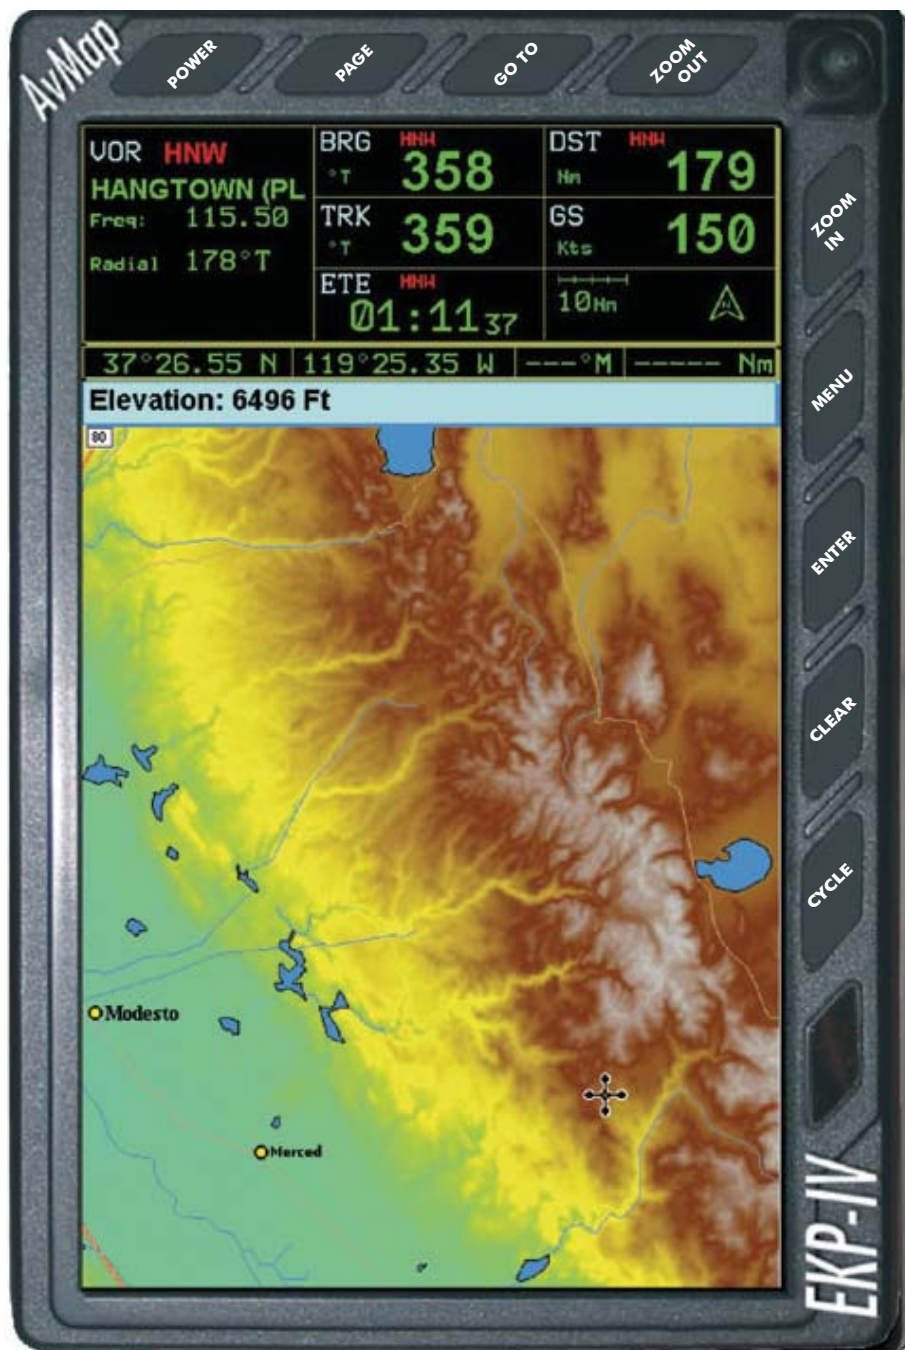 AvMap
POWER
PAGE
GO TO
ZOOM
OUT
VOR HNW
HANGTOWN (PL
Freq: 115.50
Radial 178°T
BRG HNW
°T 358
DST HNW
Nm 179
TRK
°T 359
GS
Kts 150
ETE HNW
01:11 37
10Nm
N
37°26.55 N 119°25.35 W ---°M ----- Nm
Elevation: 6496 Ft
80
Modesto
Merced
ZOOM
IN
MENU
ENTER
CLEAR
CYCLE
EKP-IV